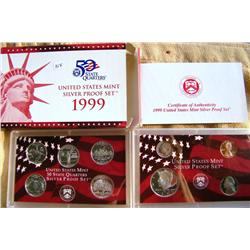 50
STATE
QUARTERS
UNITED STATES MINT
SILVER PROOF SET
1999
Certificate of Authenticity
1999 United States Mint Silver Proof Set
UNITED STATES MINT
50 STATE QUARTERS
SILVER PROOF SET
UNITED STATES MINT
SILVER PROOF SET